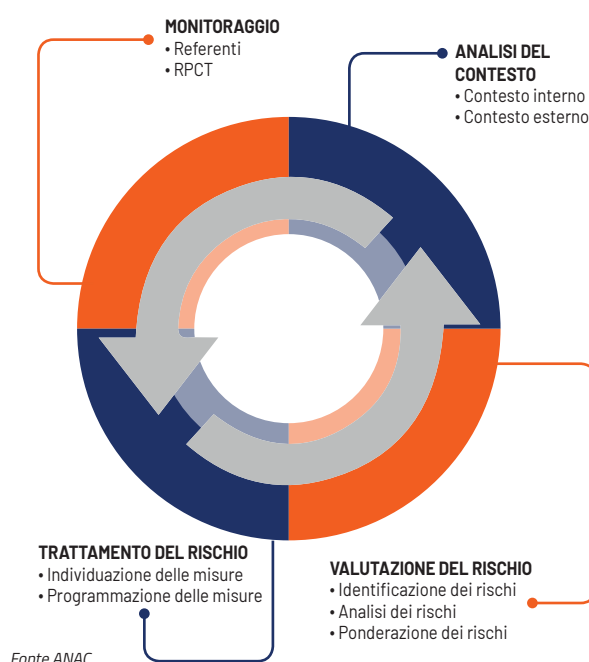 MONITORAGGIO
• Referenti
• RPCT
ANALISI DEL
CONTESTO
• Contesto interno
• Contesto esterno
TRATTAMENTO DEL RISCHIO
• Individuazione delle misure
• Programmazione delle misure
VALUTAZIONE DEL RISCHIO
• Identificazione dei rischi
• Analisi dei rischi
• Ponderazione dei rischi
Fonte ANAC